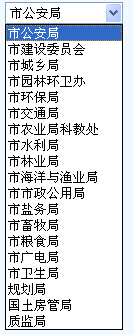 市公安局
市公安局
市建设委员会
市城乡局
市园林环卫办
市环保局
市交通局
市农业局科教处
市水利局
市林业局
市海洋与渔业局
市市政公用局
市盐务局
市畜牧局
市粮食局
市广电局
市卫生局
规划局
国土房管局
质监局